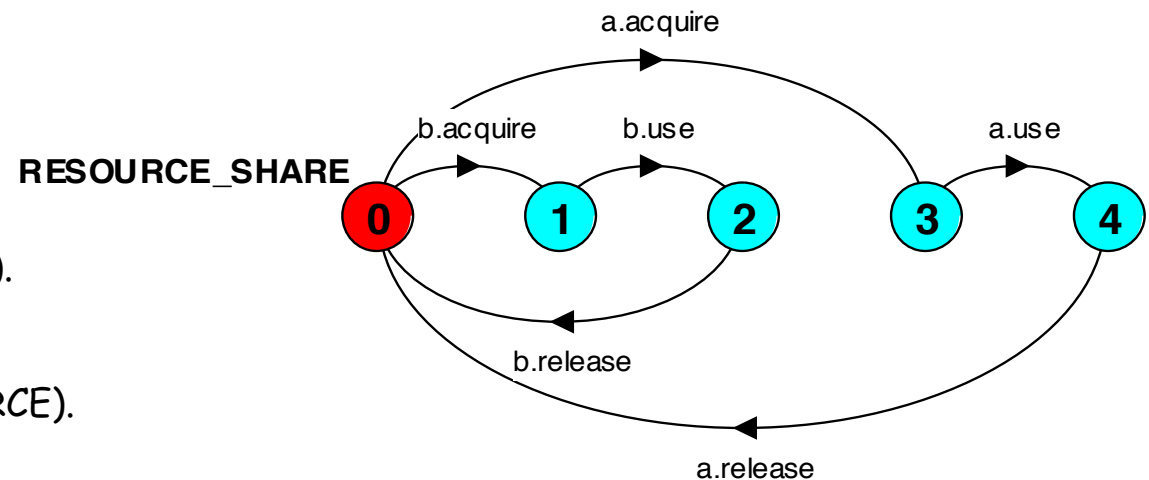 a.acquire
b.acquire b.use a.use
RESOURCE_SHARE
0 1 2 3 4
).
b.release
RCE).
a.release